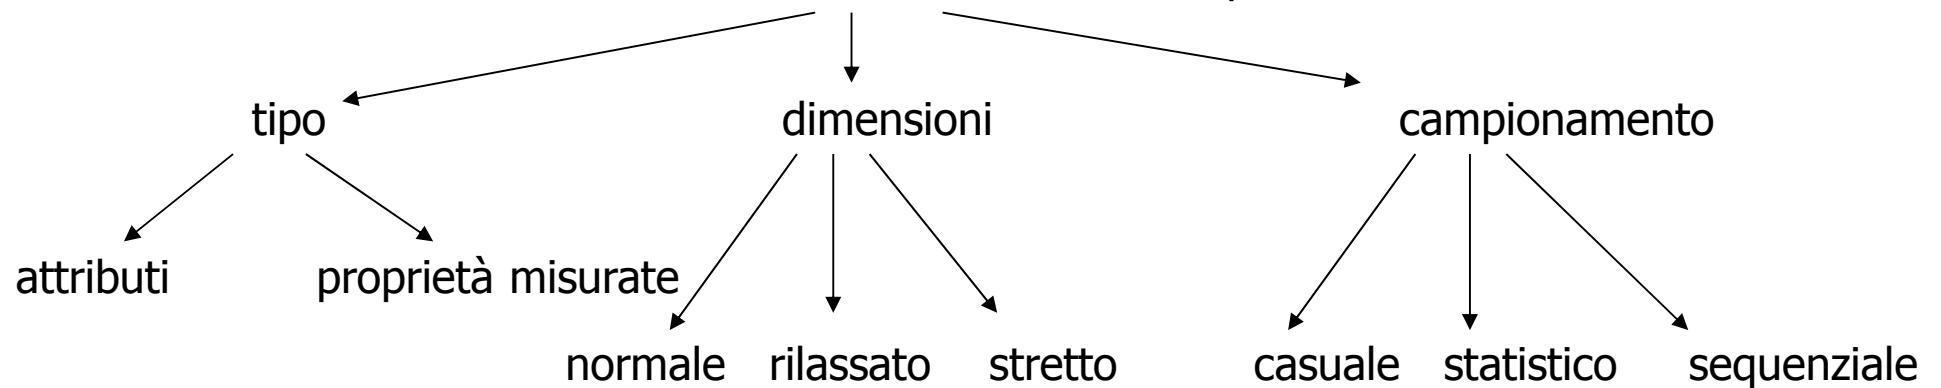 tipo dimensioni campionamento
attributi proprietà misurate
normale rilassato stretto casuale statistico sequenziale